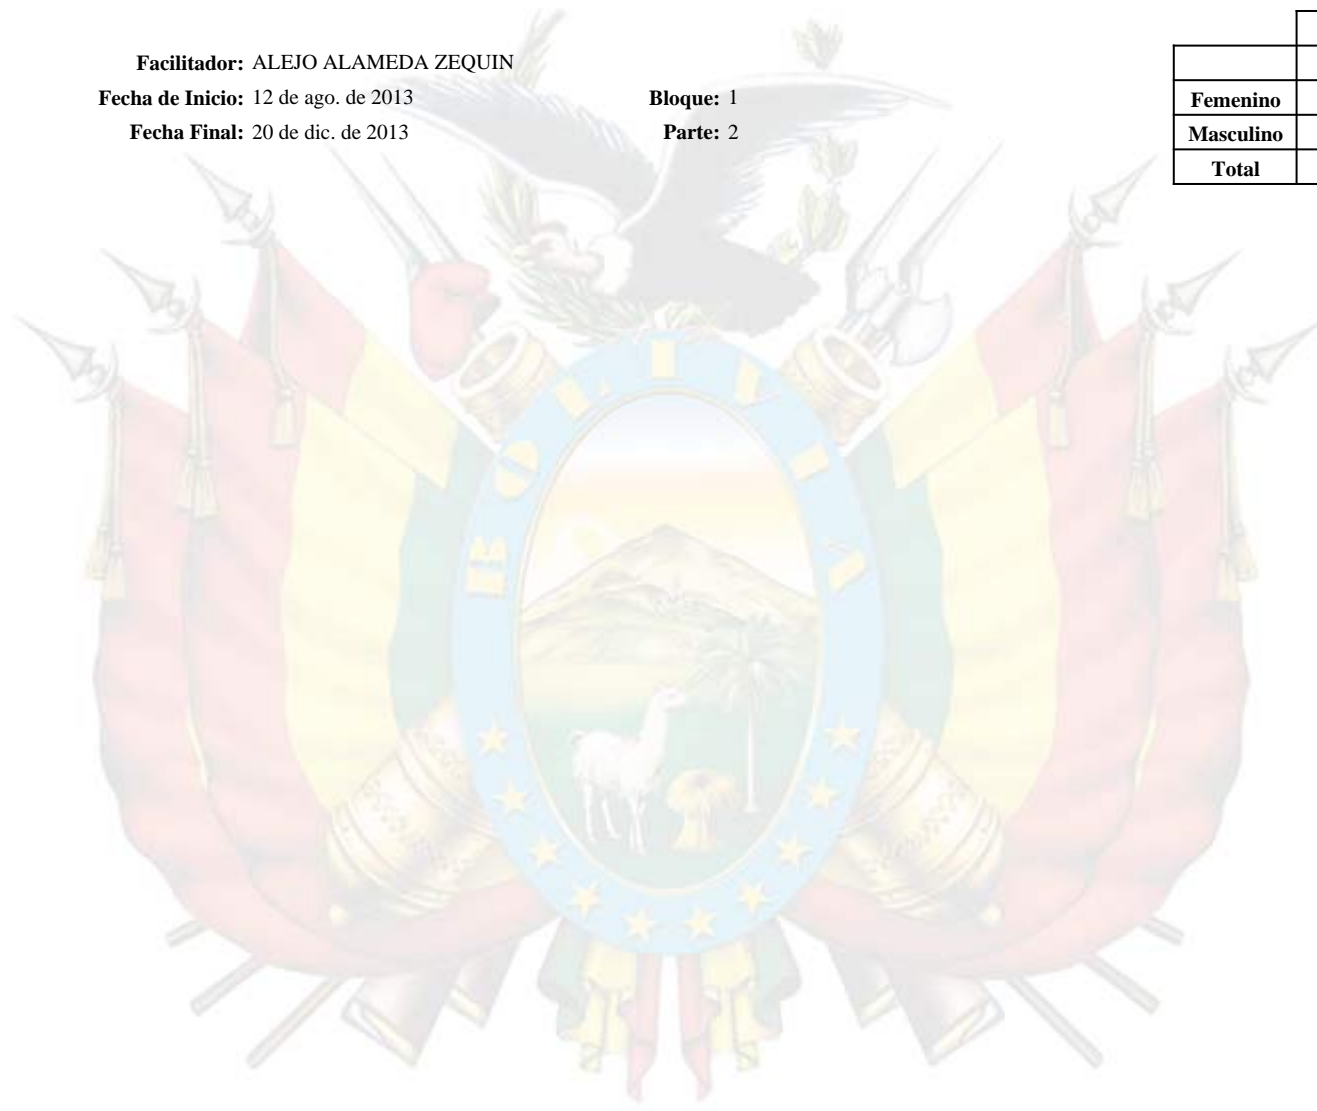 Facilitador: ALEJO ALAMEDA ZEQUIN
Fecha de Inicio: 12 de ago. de 2013 Bloque: 1
Fecha Final: 20 de dic. de 2013 Parte: 2
Femenino
Masculino
Total
BOLIVIA